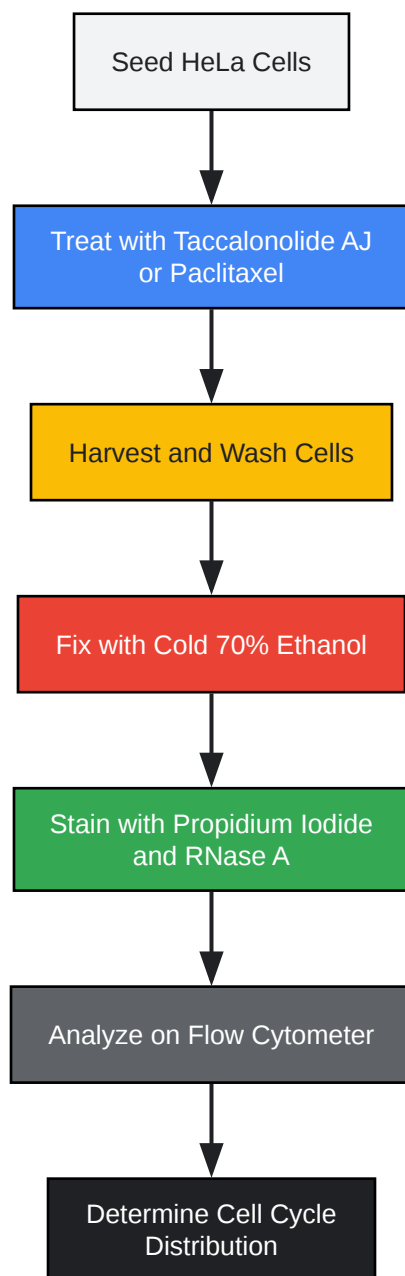 Seed HeLa Cells
Treat with Taccalonolide AJ
or Paclitaxel
Harvest and Wash Cells
Fix with Cold 70% Ethanol
Stain with Propidium Iodide
and RNase A
Analyze on Flow Cytometer
Determine Cell Cycle
Distribution